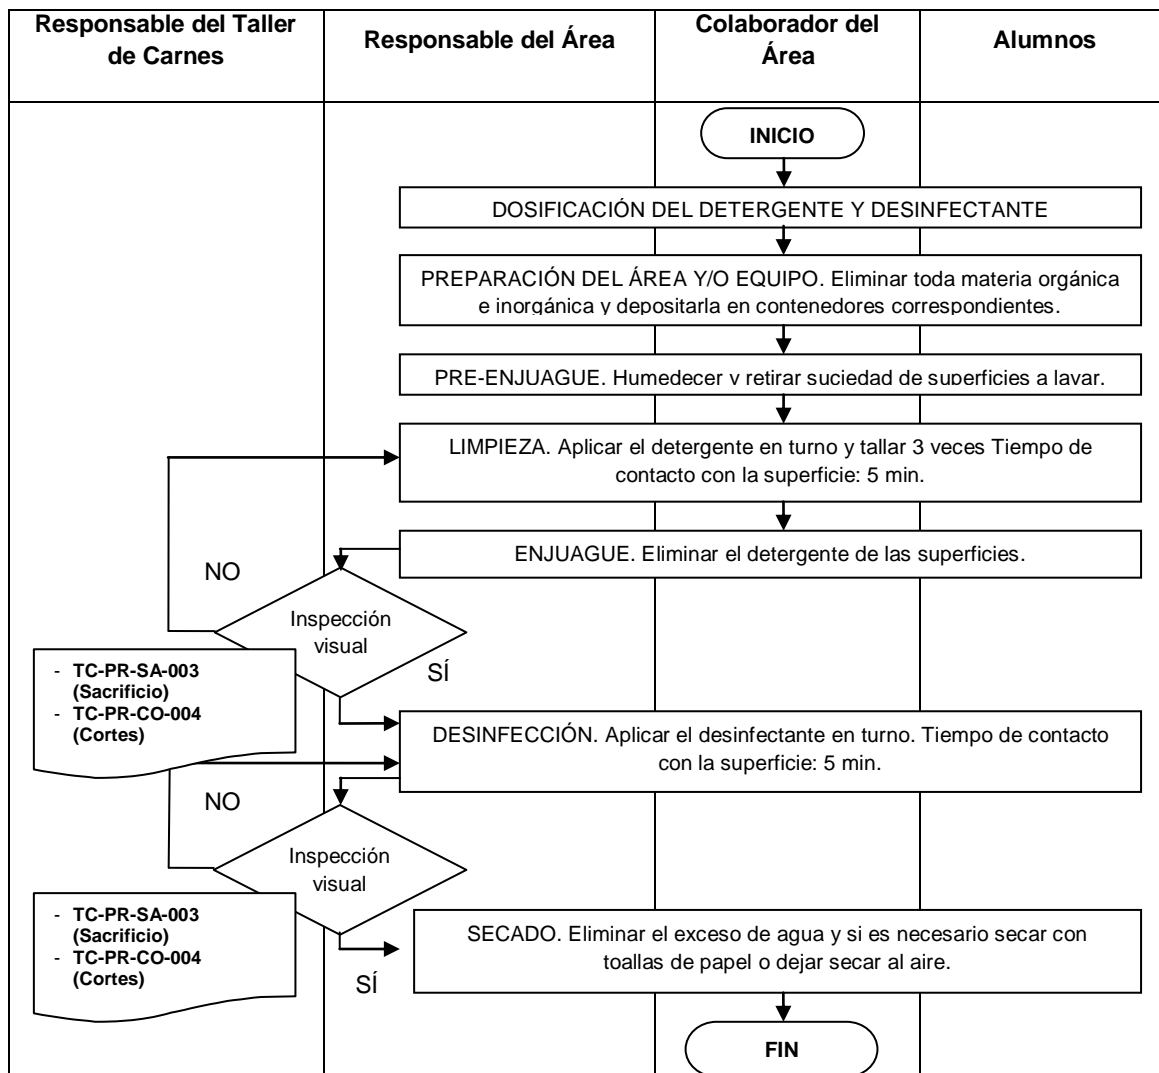 Responsable del Taller
de Carnes
Responsable del Área
Colaborador del
Área
Alumnos
INICIO
DOSIFICACIÓN DEL DETERGENTE Y DESINFECTANTE
PREPARACIÓN DEL ÁREA Y/O EQUIPO. Eliminar toda materia orgánica
e inorgánica y depositarla en contenedores correspondientes.
PRE-ENJUAGUE. Humedecer y retirar suciedad de superficies a lavar.
LIMPIEZA. Aplicar el detergente en turno y tallar 3 veces Tiempo de
contacto con la superficie: 5 min.
ENJUAGUE. Eliminar el detergente de las superficies.
NO
Inspección
visual
SÍ
- TC-PR-SA-003
(Sacrificio)
- TC-PR-CO-004
(Cortes)
DESINFECCIÓN. Aplicar el desinfectante en turno. Tiempo de contacto
con la superficie: 5 min.
NO
Inspección
visual
- TC-PR-SA-003
(Sacrificio)
- TC-PR-CO-004
(Cortes)
SÍ
SECADO. Eliminar el exceso de agua y si es necesario secar con
toallas de papel o dejar secar al aire.
FIN